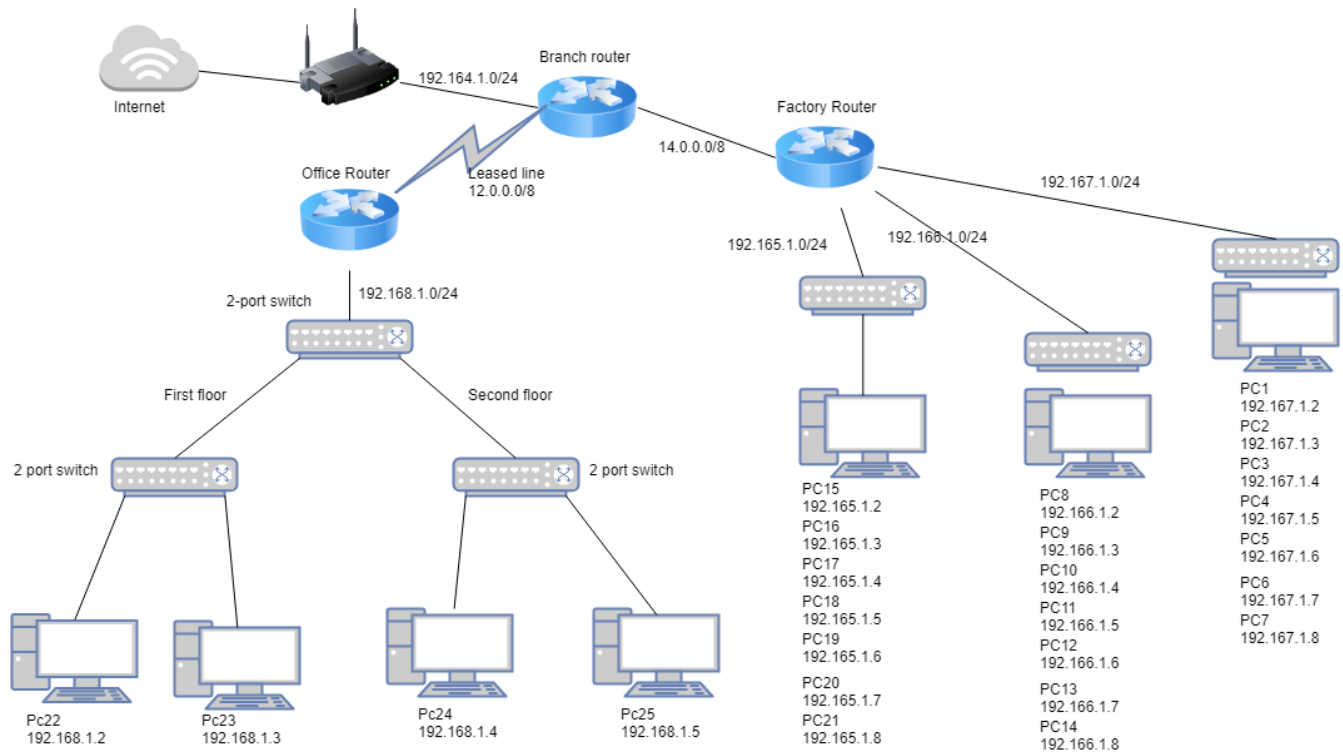 Internet
192.164.1.0/24
Branch router
Factory Router
14.0.0.0/8
Office Router
Leased line
12.0.0.0/8
192.167.1.0/24
192.165.1.0/24
192.166.1.0/24
2-port switch
192.168.1.0/24
First floor
Second floor
2 port switch
2 port switch
Pc22
192.168.1.2
Pc23
192.168.1.3
Pc24
192.168.1.4
Pc25
192.168.1.5
PC15
192.165.1.2
PC16
192.165.1.3
PC17
192.165.1.4
PC18
192.165.1.5
PC19
192.165.1.6
PC20
192.165.1.7
PC21
192.165.1.8
PC8
192.166.1.2
PC9
192.166.1.3
PC10
192.166.1.4
PC11
192.166.1.5
PC12
192.166.1.6
PC13
192.166.1.7
PC14
192.166.1.8
PC1
192.167.1.2
PC2
192.167.1.3
PC3
192.167.1.4
PC4
192.167.1.5
PC5
192.167.1.6
PC6
192.167.1.7
PC7
192.167.1.8